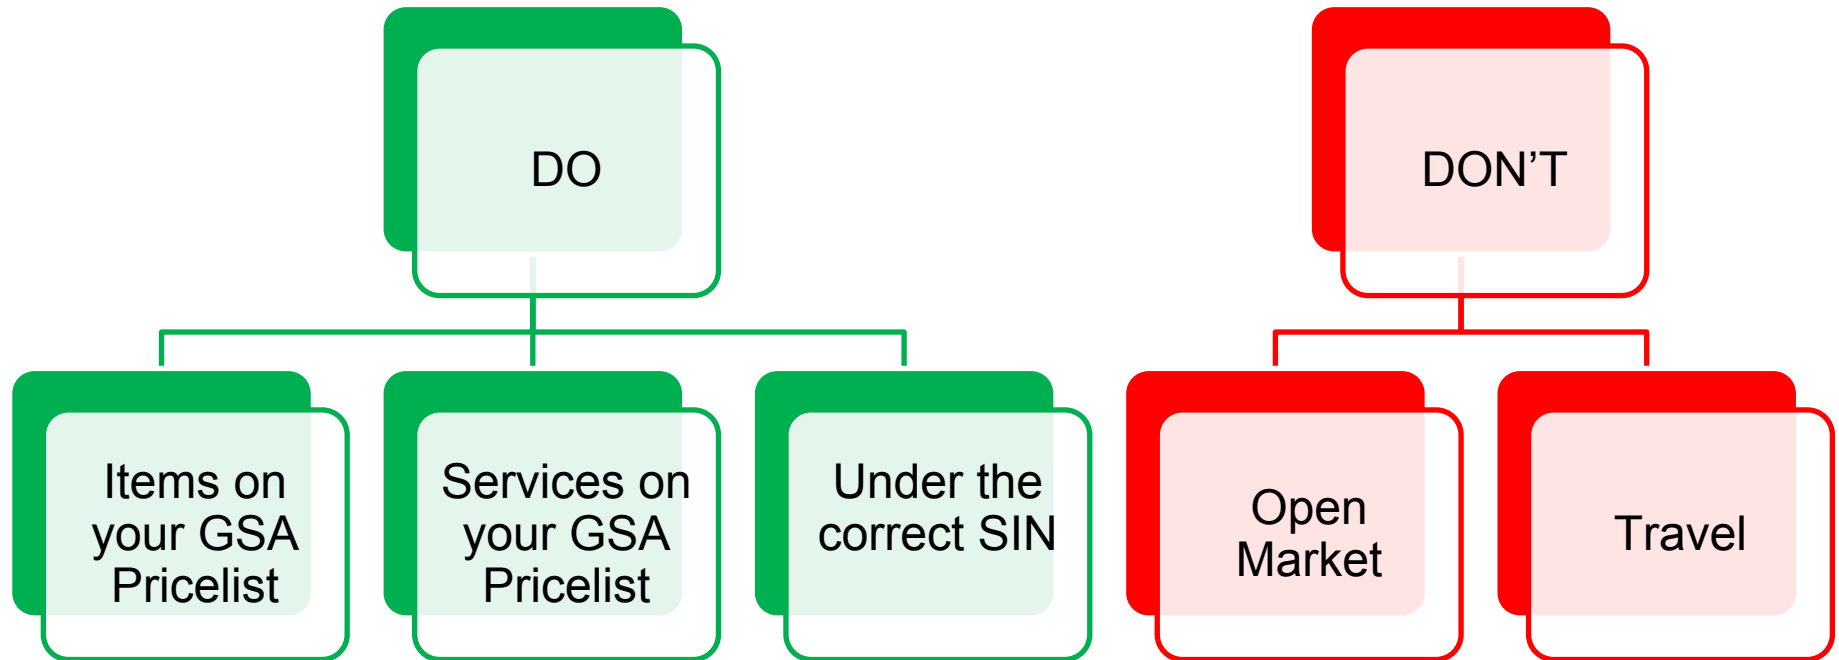 DO
Items on
your GSA
Pricelist
Services on
your GSA
Pricelist
Under the
correct SIN
DON’T
Open
Market
Travel